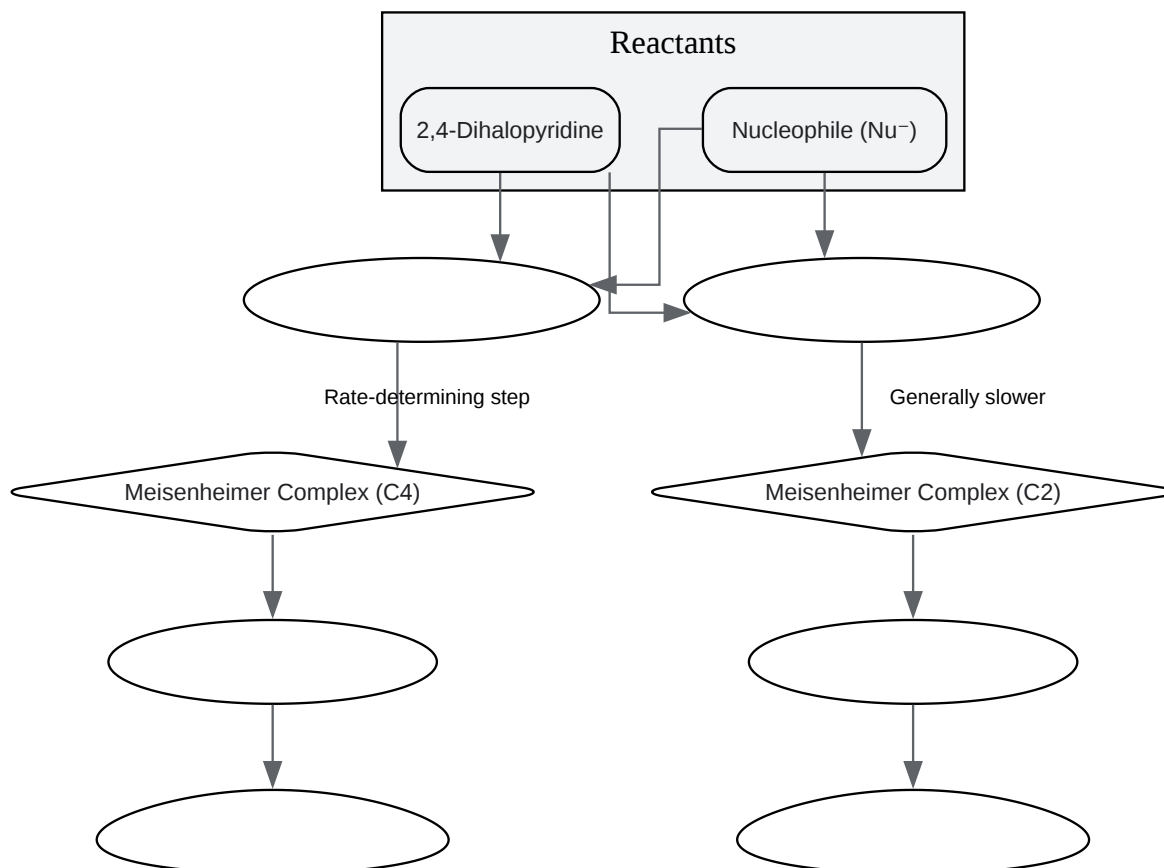 Reactants
2,4-Dihalopyridine
Nucleophile (Nu⁻)
Rate-determining step
Generally slower
Meisenheimer Complex (C4)
Meisenheimer Complex (C2)